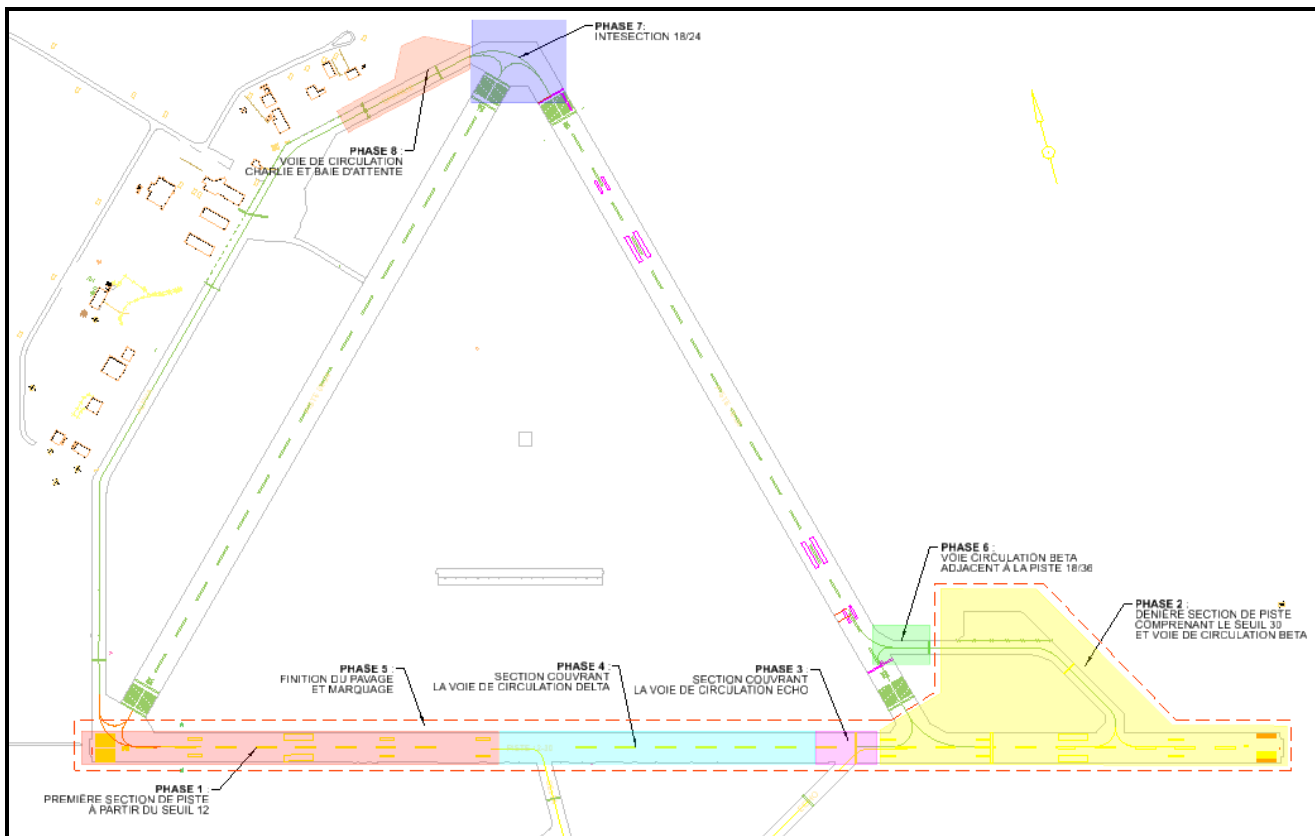 PHASE 7:
INTESECTION 18/24
PHASE 8 :
VOIE DE CIRCULATION
CHARLIE ET BAIE D'ATTENTE
PHASE 6 :
VOIE CIRCULATION BETA
ADJACENT À LA PISTE 18/36
PHASE 2 :
DENIÈRE SECTION DE PISTE
COMPRENANT LE SEUIL 30
ET VOIE DE CIRCULATION BETA
PHASE 5 :
FINITION DU PAVAGE
ET MARQUAGE
PHASE 4 :
SECTION COUVRANT
LA VOIE DE CIRCULATION DELTA
PHASE 3 :
SECTION COUVRANT
LA VOIE DE CIRCULATION ECHO
PHASE 1 :
PREMIÈRE SECTION DE PISTE
À PARTIR DU SEUIL 12